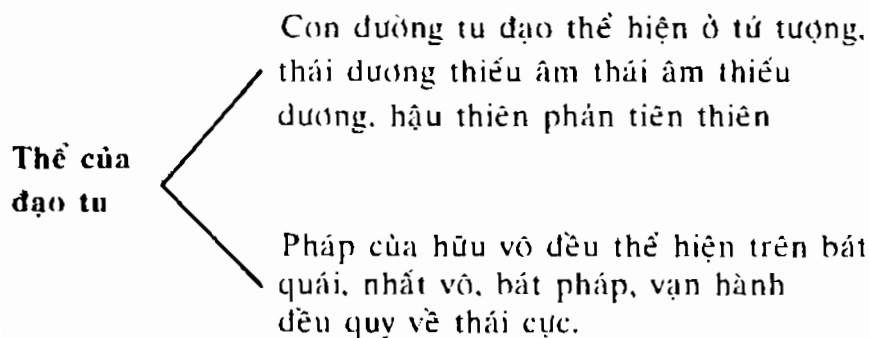 Con đường tu đạo thể hiện ở tứ tượng.
thái dương thiếu âm thái âm thiếu
dương. hậu thiên phản tiên thiên
Thể của
đạo tu
Pháp của hữu vô đều thể hiện trên bát
quái, nhất vô, bát pháp, vạn hành
đều quy về thái cực.